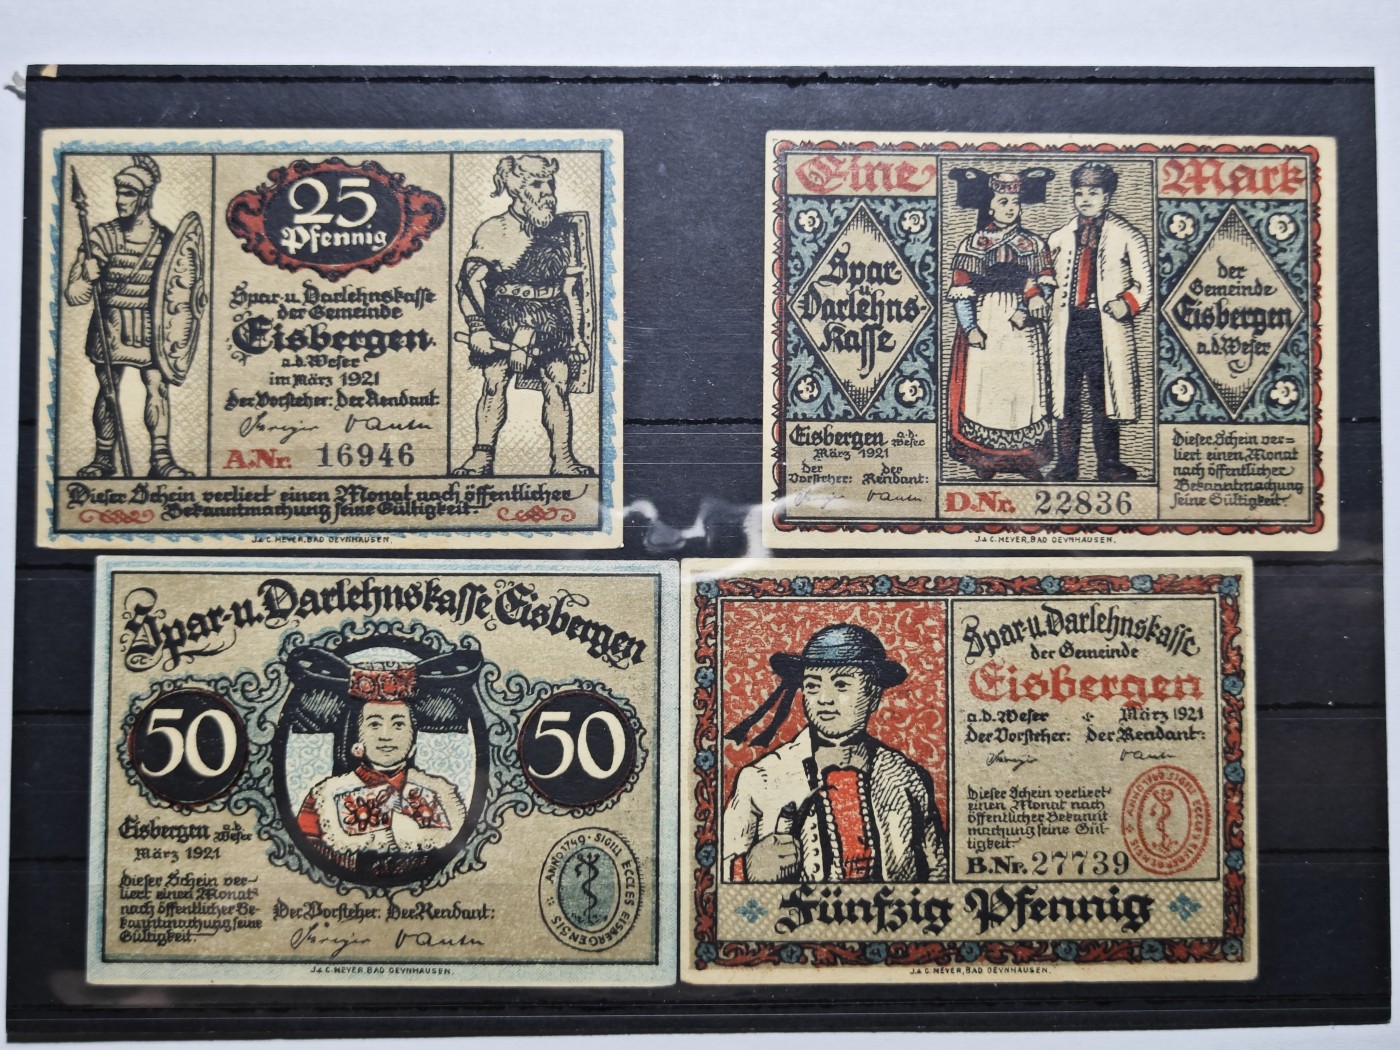 25
Pfennig
Spar-u. Darlehnskasse
der Gemeinde
Eisbergen
a.d. Weser
im März 1921
Der Vorsteher: Der Rendant:
A.Nr. 16946
Dieser Schein verliert einen Monat nach öffentlicher
Bekanntmachung seine Gültigkeit.
J. & C. MEYER, BAD OEYNHAUSEN.
Eine Mark
Spar-
u.
Darlehns-
Kasse
der
Gemeinde
Eisbergen
a.d. Weser
Eisbergen a.d. Weser
März 1921
der Vorsteher: der Rendant:
D.Nr. 22836
Dieser Schein ver=
liert einen Monat
nach öffentlicher
Bekanntmachung
seine Gültigkeit.
J. & C. MEYER, BAD OEYNHAUSEN.
Spar-u. Darlehnskasse Eisbergen
50 50
Eisbergen a.d. Weser
März 1921
Dieser Schein ver-
liert einen Monat
nach öffentlicher Be-
kanntmachung seine
Gültigkeit.
Der Vorsteher: Der Rendant:
ANNO 1749 · SIGILL ECCLES EISBERGENSIS
J. & C. MEYER, BAD OEYNHAUSEN.
Spar u. Darlehnskasse
der Gemeinde
Eisbergen
a.d. Weser März 1921
Der Vorsteher: der Rendant:
Dieser Schein verliert
einen Monat nach
öffentlicher Bekannt
machung seine Gül-
tigkeit
B.Nr. 27739
ANNO 1749 SIGILL ECCLES EISBERGENSIS
Fünfzig Pfennig
J. & C. MEYER, BAD OEYNHAUSEN.